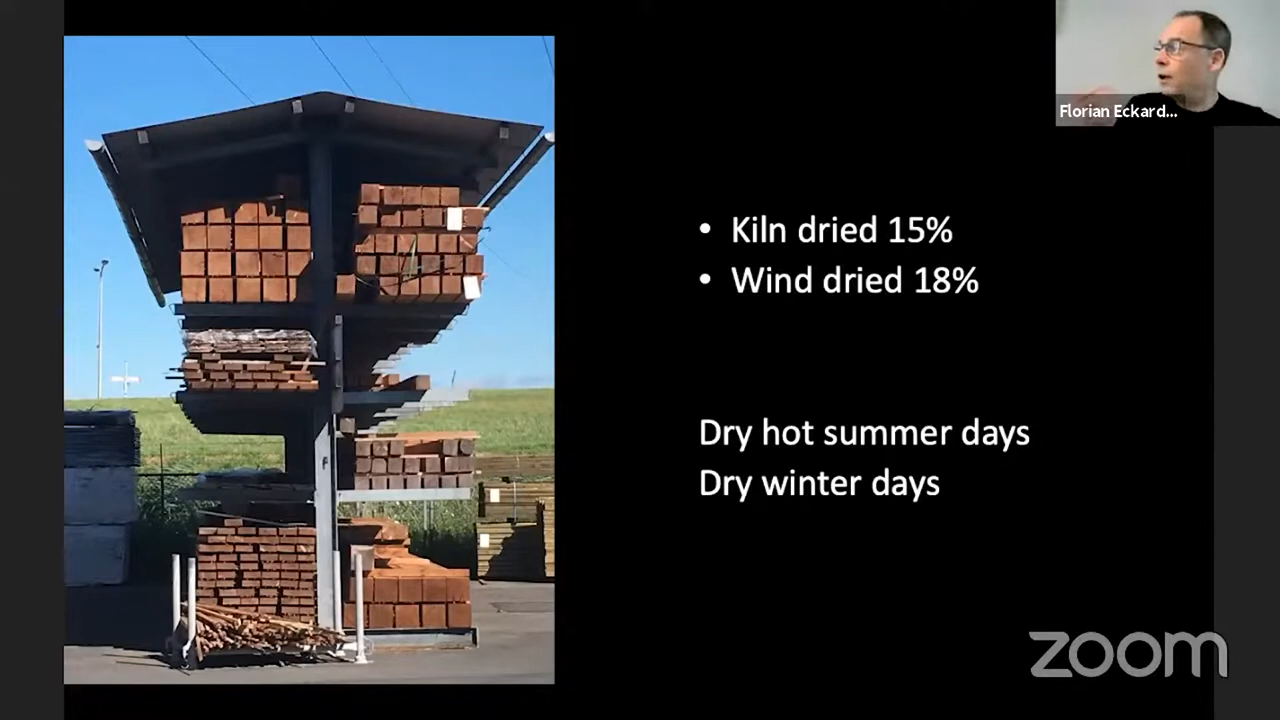 Florian Eckard...
• Kiln dried 15%
• Wind dried 18%
Dry hot summer days
Dry winter days
zoom